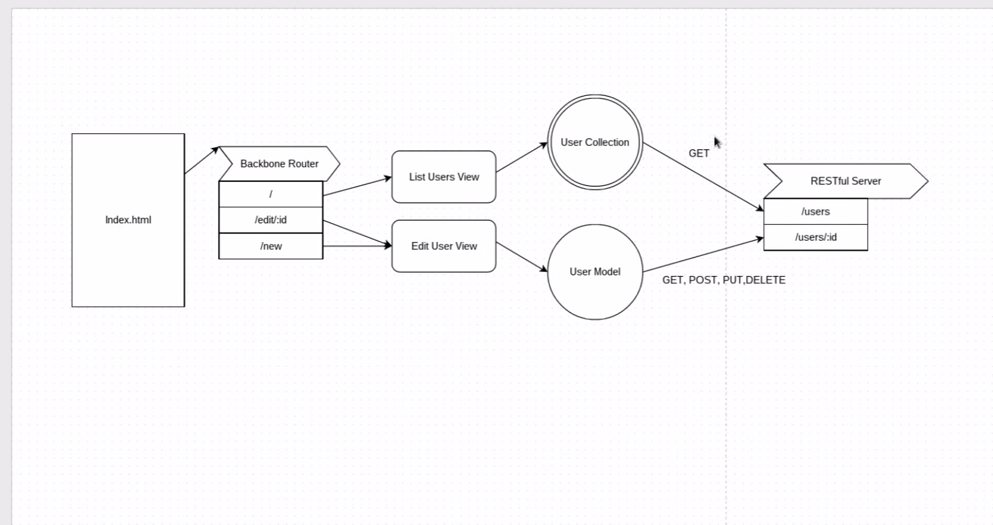 Index.html
Backbone Router
/
/edit/:id
/new
List Users View
Edit User View
User Collection
User Model
GET
GET, POST, PUT,DELETE
RESTful Server
/users
/users/:id